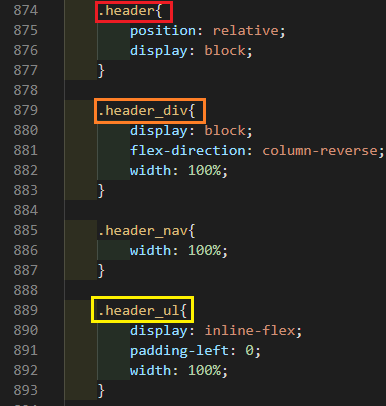 874 .header{
875 position: relative;
876 display: block;
877 }
878
879 .header_div{
880 display: block;
881 flex-direction: column-reverse;
882 width: 100%;
883 }
884
885 .header_nav{
886 width: 100%;
887 }
888
889 .header_ul{
890 display: inline-flex;
891 padding-left: 0;
892 width: 100%;
893 }